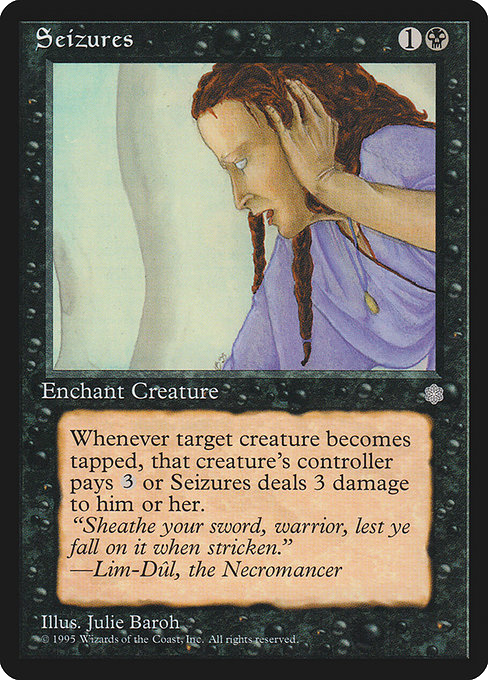 Seizures 1
Enchant Creature
Whenever target creature becomes
tapped, that creature's controller
pays 3 or Seizures deals 3 damage
to him or her.
"Sheathe your sword, warrior, lest ye
fall on it when stricken."
—Lim-Dûl, the Necromancer
Illus. Julie Baroh
© 1995 Wizards of the Coast, Inc. All rights reserved.